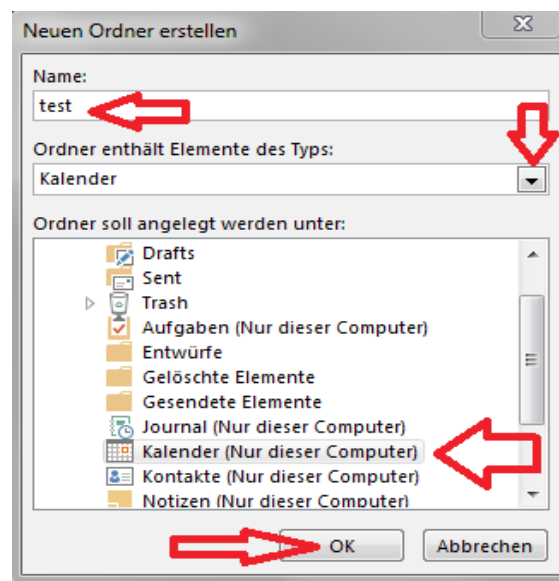 Neuen Ordner erstellen
Name:
test
Ordner enthält Elemente des Typs:
Kalender
Ordner soll angelegt werden unter:
Drafts
Sent
Trash
Aufgaben (Nur dieser Computer)
Entwürfe
Gelöschte Elemente
Gesendete Elemente
Journal (Nur dieser Computer)
Kalender (Nur dieser Computer)
Kontakte (Nur dieser Computer)
Notizen (Nur dieser Computer)
OK Abbrechen